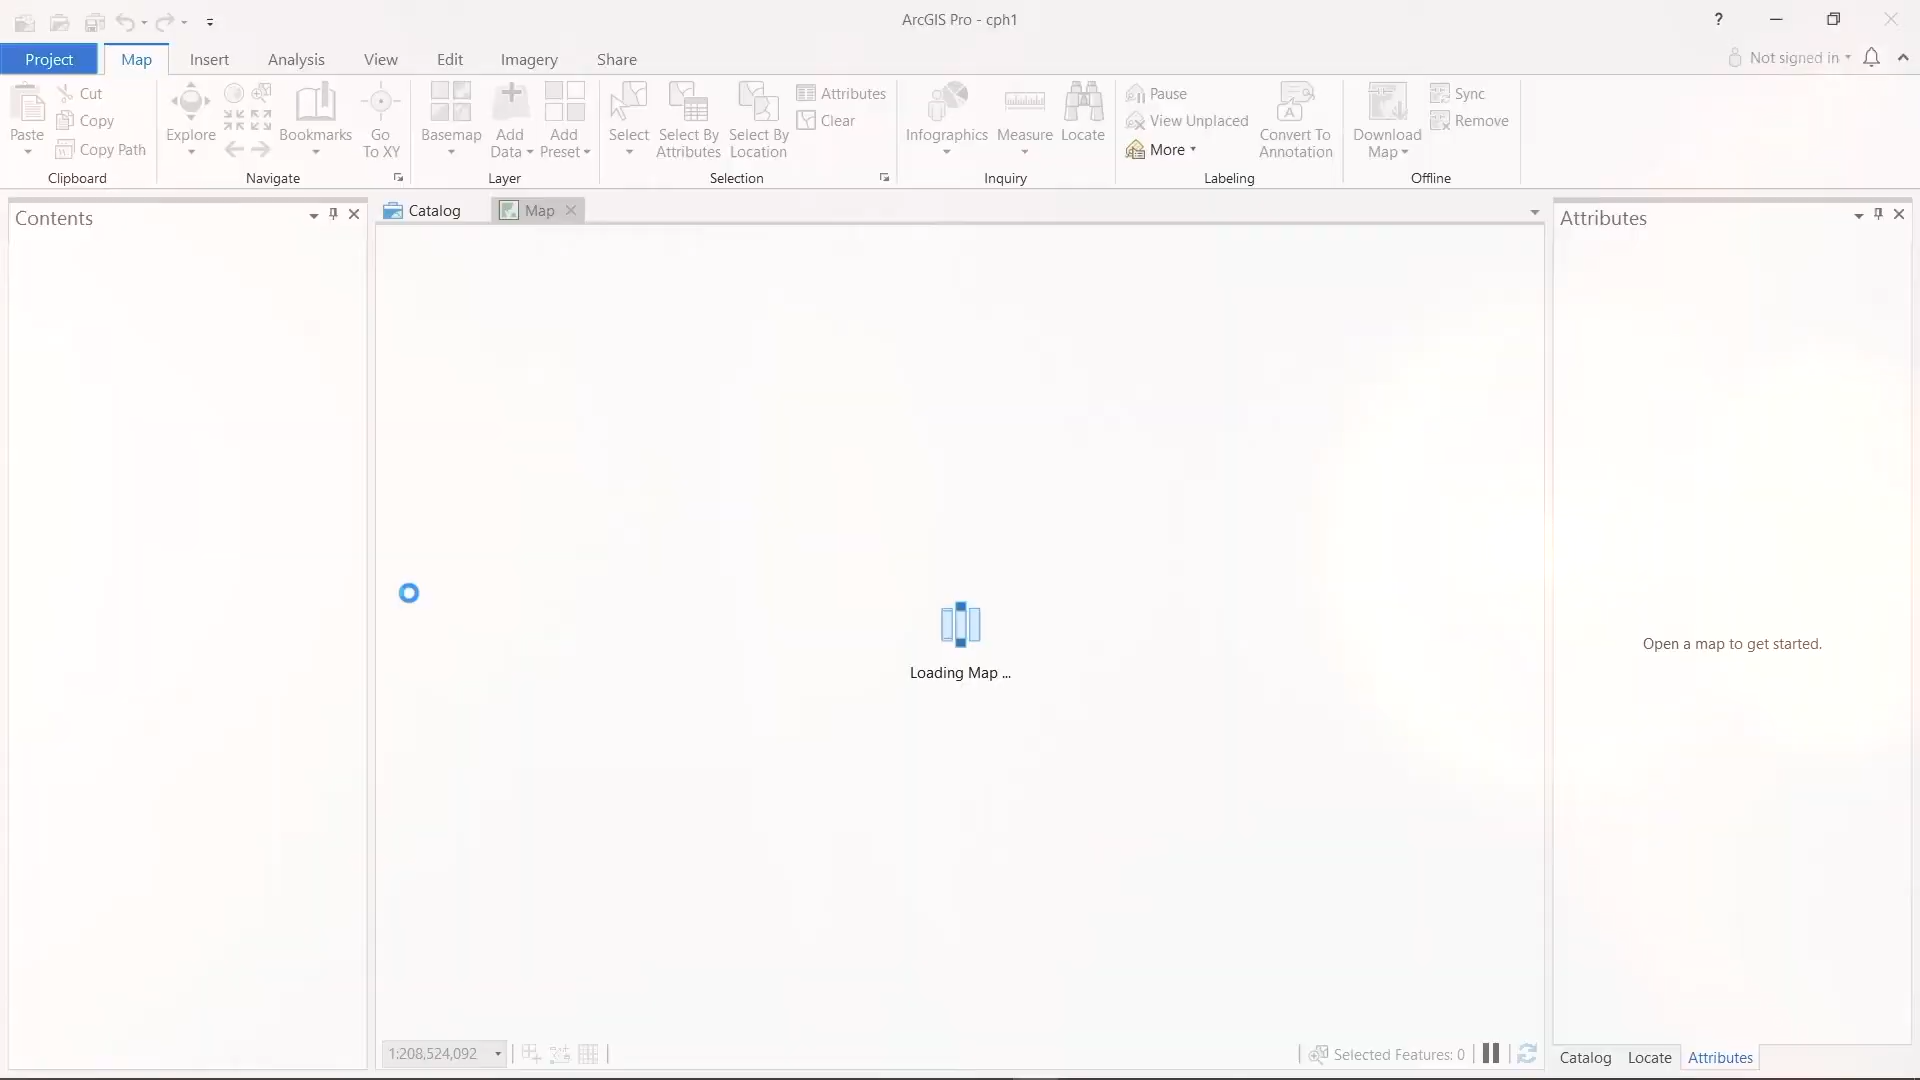 ArcGIS Pro - cph1
?
Project Map Insert Analysis View Edit Imagery Share
Not signed in
Paste
Cut
Copy
Copy Path
Clipboard
Explore
Bookmarks
Go
To XY
Navigate
Basemap
Add
Data
Add
Preset
Layer
Select
Select By
Attributes
Select By
Location
Attributes
Clear
Selection
Infographics
Measure
Locate
Inquiry
Pause
View Unplaced
More
Convert To
Annotation
Labeling
Download
Map
Sync
Remove
Offline
Contents
Catalog
Map
Attributes
Loading Map ...
Open a map to get started.
1:208,524,092
Selected Features: 0
Catalog Locate Attributes